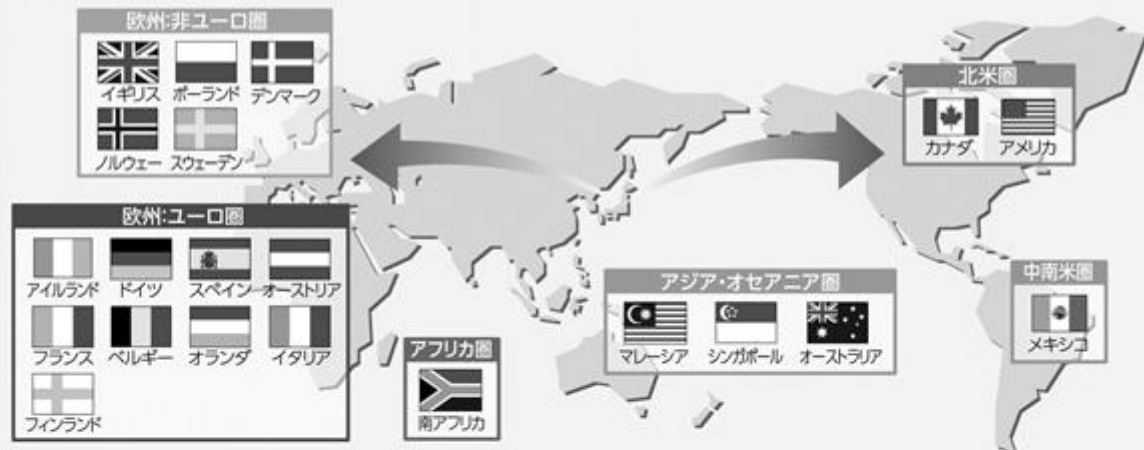 欧州:非ユーロ圏
イギリス ポーランド デンマーク
ノルウェー スウェーデン
北米圏
カナダ アメリカ
欧州:ユーロ圏
アイルランド ドイツ スペイン オーストリア
フランス ベルギー オランダ イタリア
フィンランド
アフリカ圏
南アフリカ
アジア・オセアニア圏
マレーシア シンガポール オーストラリア
中南米圏
メキシコ